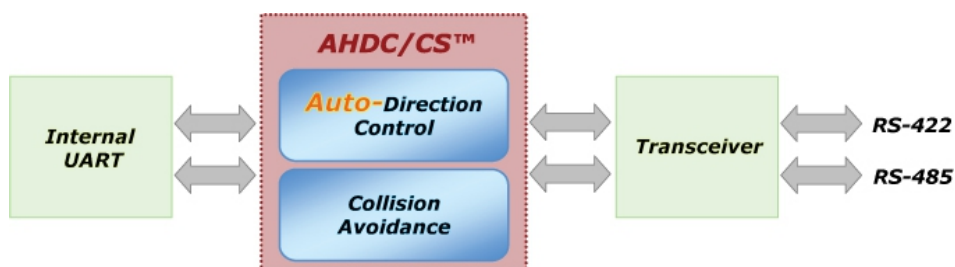 AHDC/CS™
Internal
UART
Auto-Direction
Control
Collision
Avoidance
Transceiver
RS-422
RS-485